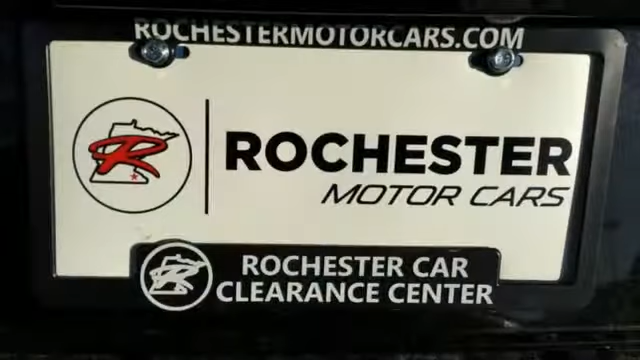 ROCHESTERMOTORCARS.COM
R
ROCHESTER
MOTOR CARS
R
ROCHESTER CAR
CLEARANCE CENTER